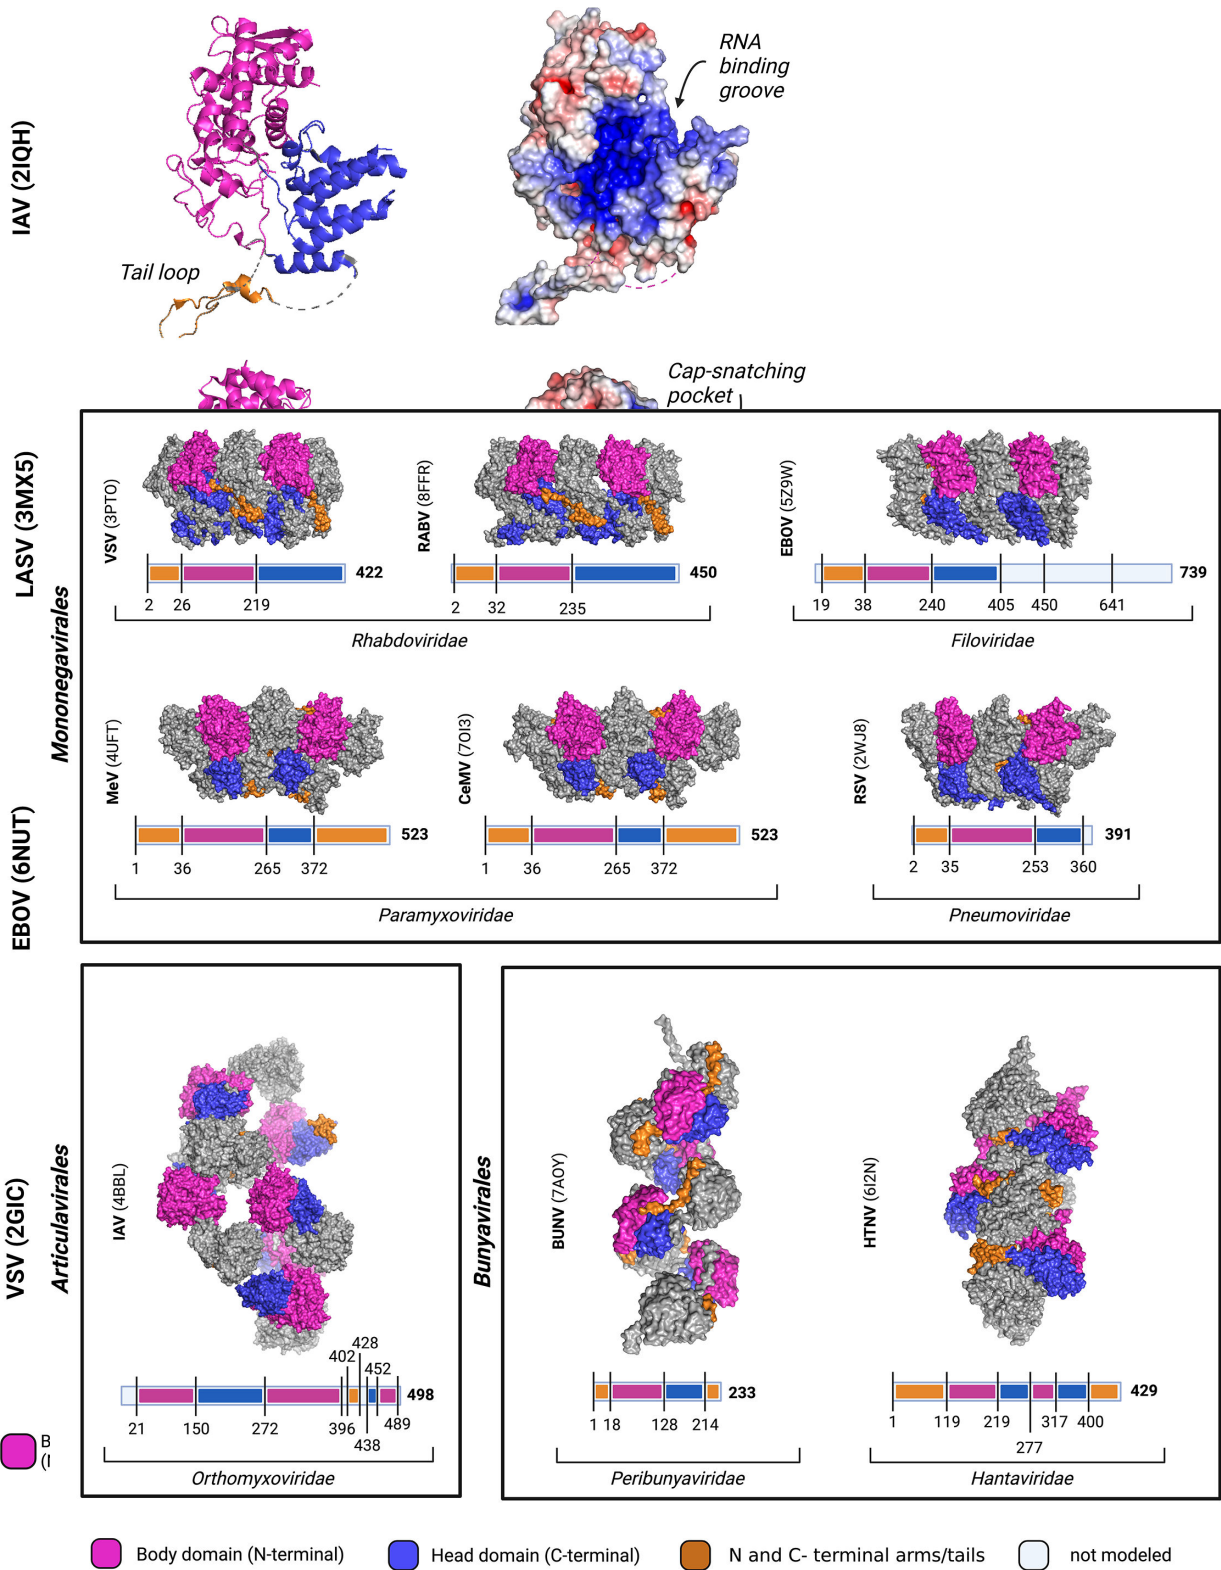 IAV (2IQH)
RNA
binding
groove
Tail loop
Cap-snatching
pocket
LASV (3MX5)
EBOV (6NUT)
VSV (2GIC)
Mononegavirales
VSV (3PTO)
422
2 26 219
RABV (8FFR)
450
2 32 235
EBOV (5Z9W)
739
19 38 240 405 450 641
Rhabdoviridae
Filoviridae
MeV (4UFT)
523
1 36 265 372
CeMV (7OI3)
523
1 36 265 372
RSV (2WJ8)
391
2 35 253 360
Paramyxoviridae
Pneumoviridae
Articulavirales
IAV (4BBL)
428
402
452
498
21 150 272 396 489
438
Orthomyxoviridae
Bunyavirales
BUNV (7AOY)
233
1 18 128 214
Peribunyaviridae
HTNV (6I2N)
429
1 119 219 317 400
277
Hantaviridae
Body domain (N-terminal)
Head domain (C-terminal)
N and C- terminal arms/tails
not modeled